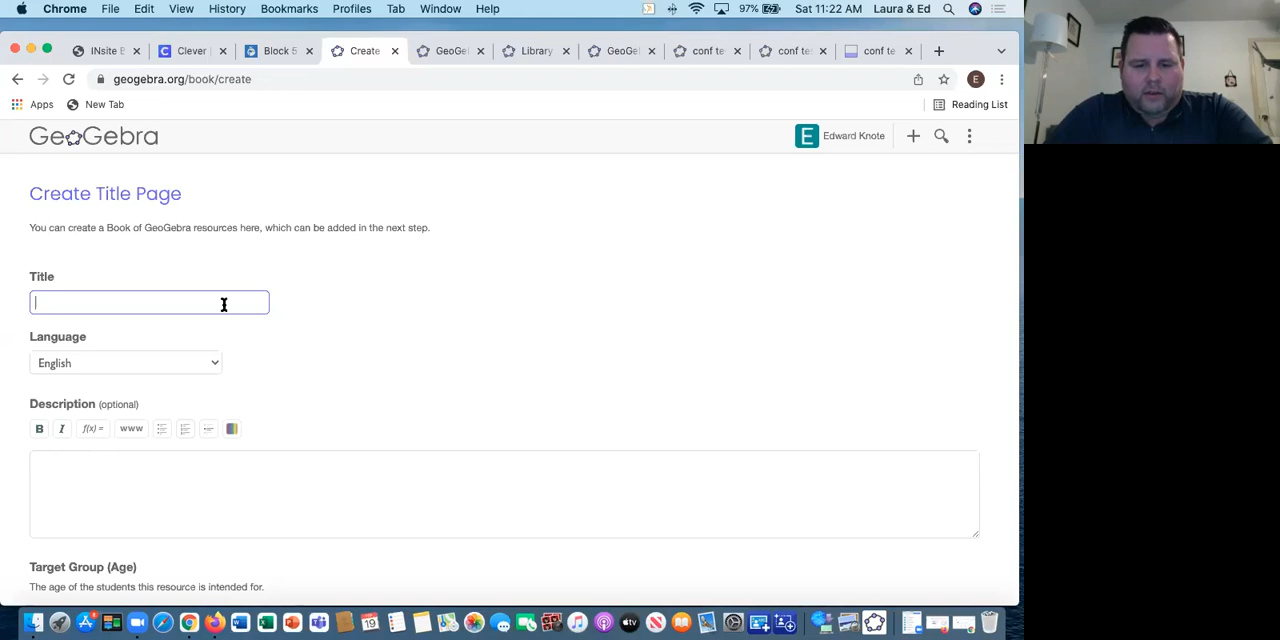 Chrome File Edit View History Bookmarks Profiles Tab Window Help 97% Sat 11:22 AM Laura & Ed
INsite B Clever | Block 5 Create GeoGe Library GeoGe conf te conf te conf te
geogebra.org/book/create E
Apps New Tab Reading List
GeoGebra E Edward Knote
Create Title Page
You can create a Book of GeoGebra resources here, which can be added in the next step.
Title
Language
English
Description (optional)
B I f(x) = www
Target Group (Age)
The age of the students this resource is intended for.